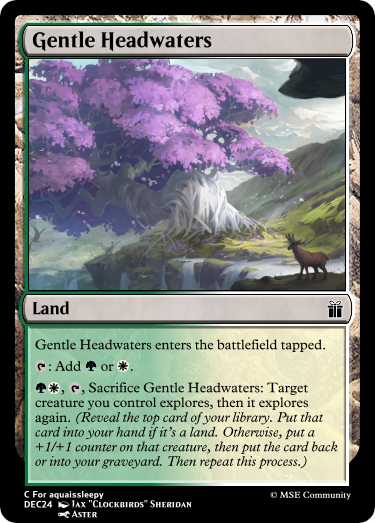 Gentle Headwaters
Land
Gentle Headwaters enters the battlefield tapped.
: Add or .
, , Sacrifice Gentle Headwaters: Target
creature you control explores, then it explores
again. (Reveal the top card of your library. Put that
card into your hand if it's a land. Otherwise, put a
+1/+1 counter on that creature, then put the card back
or into your graveyard. Then repeat this process.)
C For aquaissleepy
DEC24 Jax "Clockbirds" Sheridan
Aster
© MSE Community